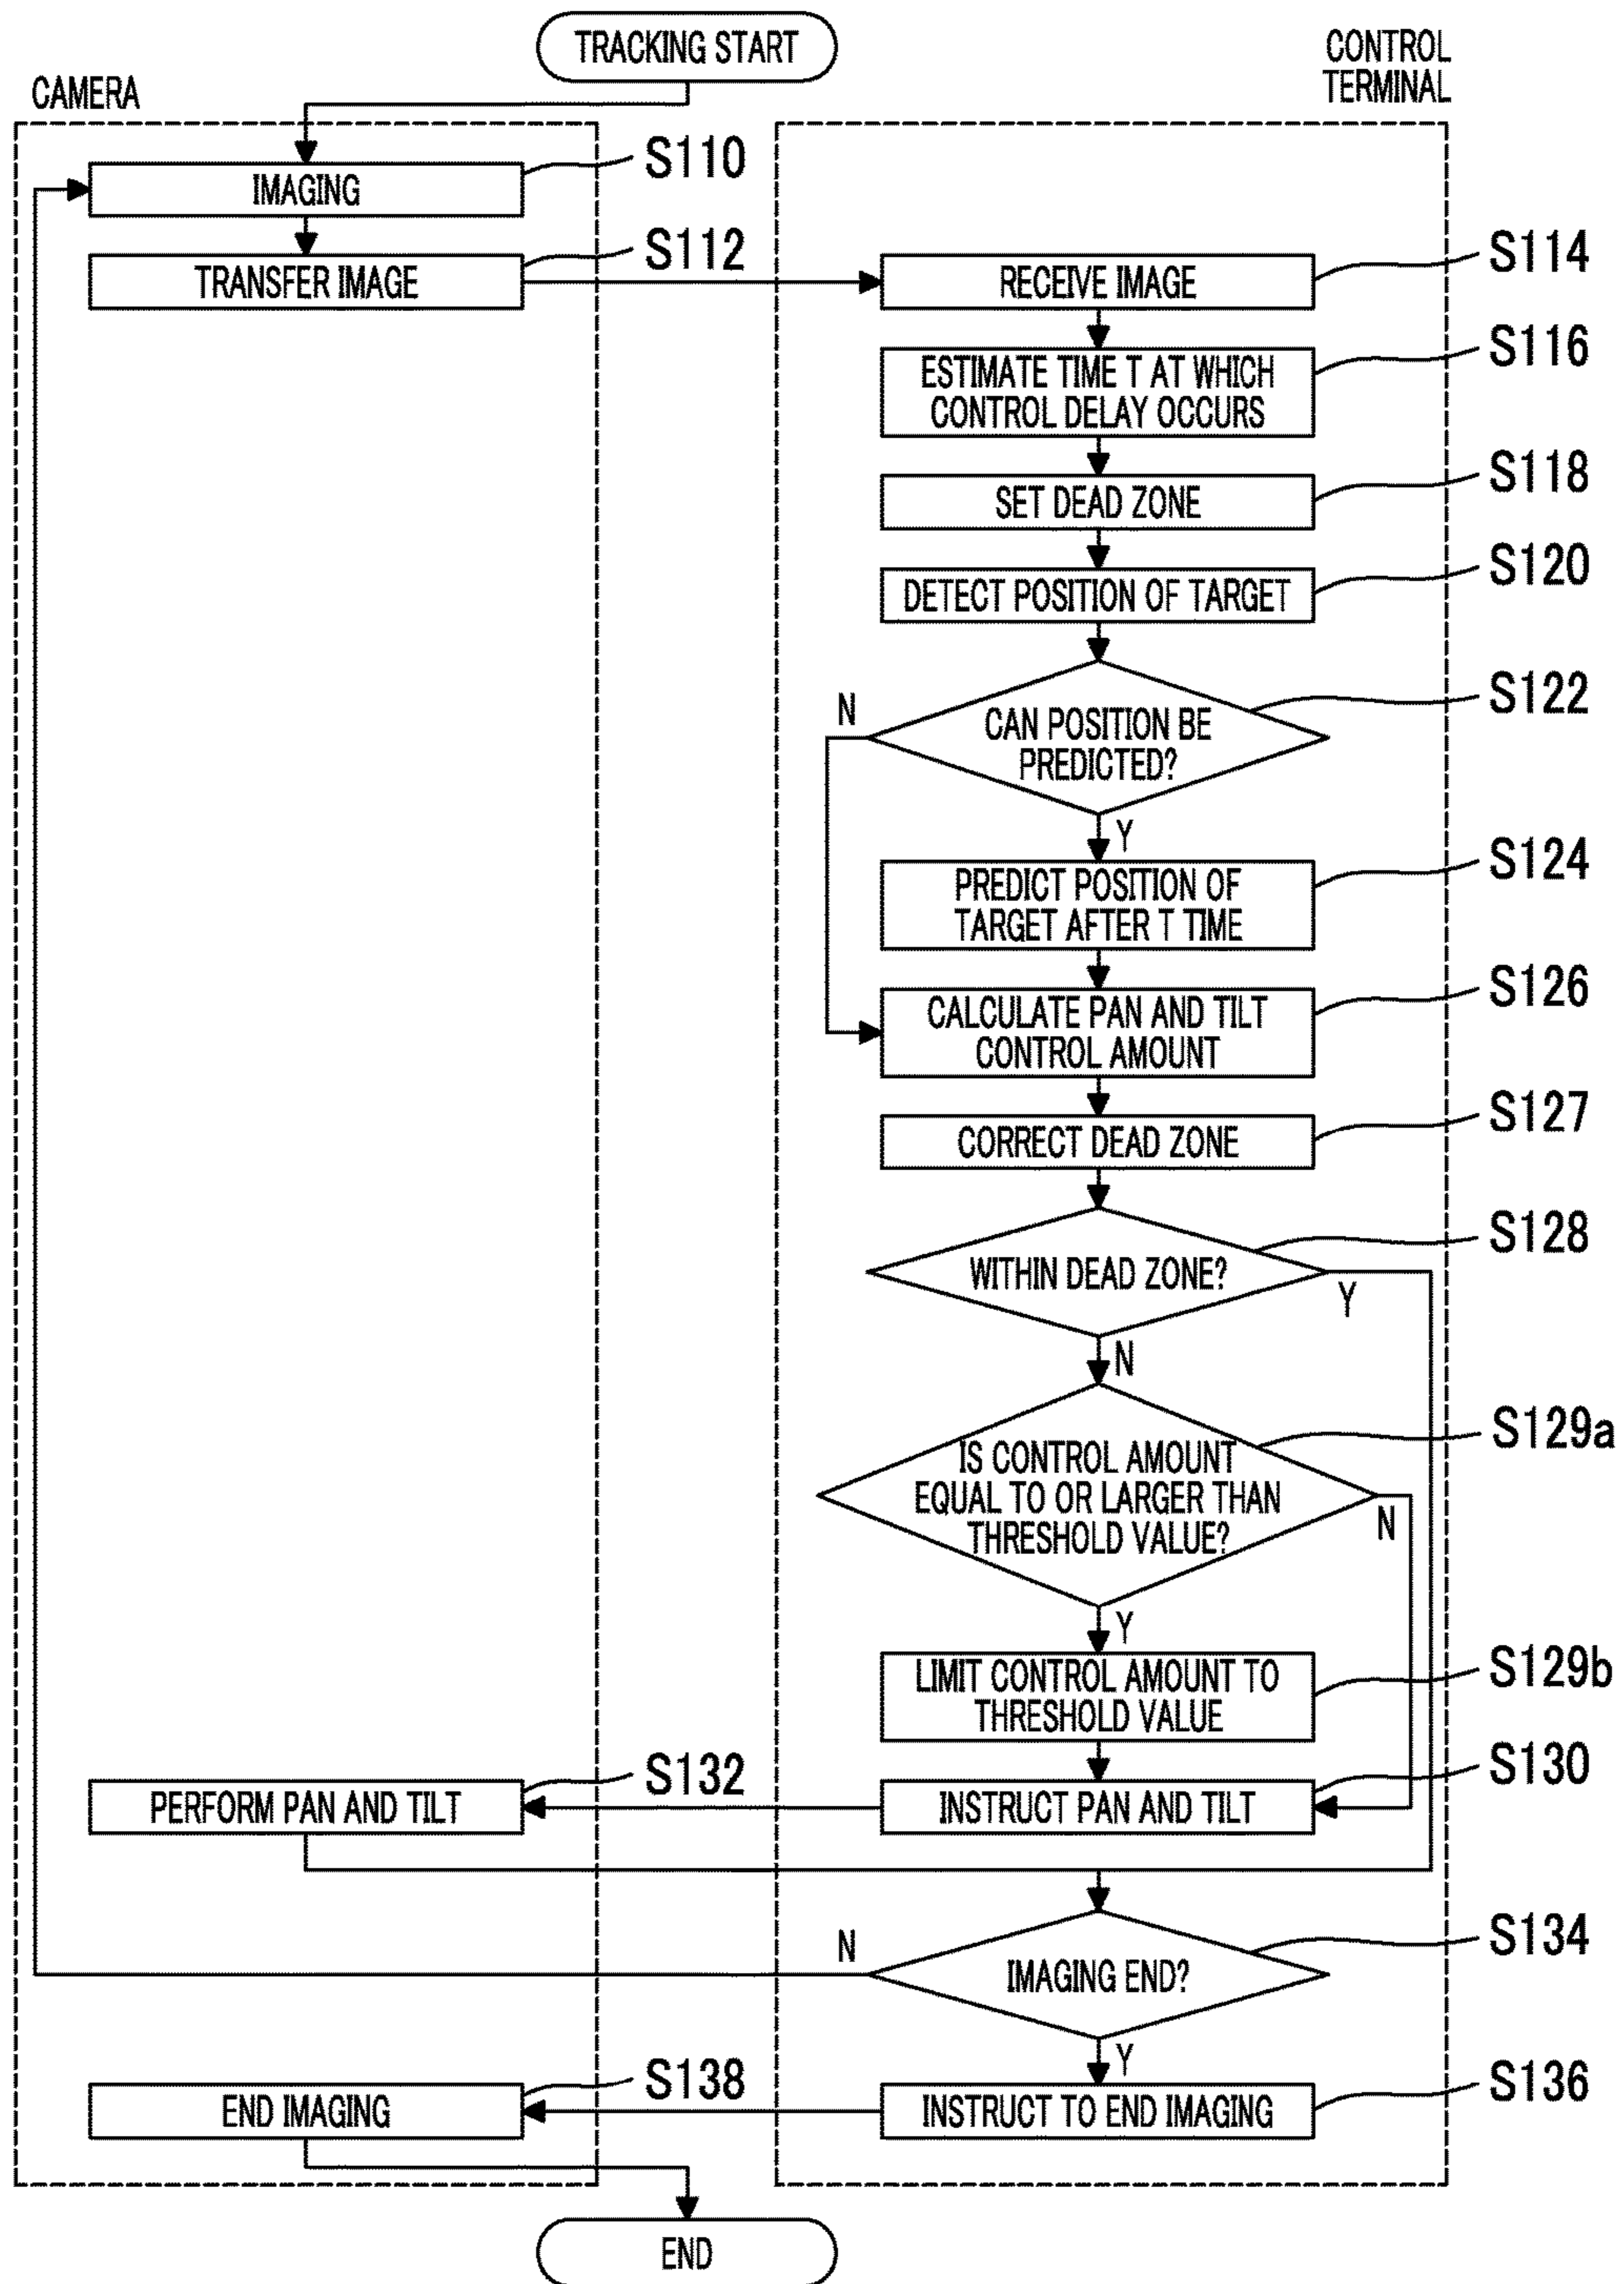 TRACKING START
CONTROL
TERMINAL
CAMERA
S110
IMAGING
S112
TRANSFER IMAGE
S114
RECEIVE IMAGE
S116
ESTIMATE TIME T AT WHICH
CONTROL DELAY OCCURS
S118
SET DEAD ZONE
S120
DETECT POSITION OF TARGET
S122
N
CAN POSITION BE
PREDICTED?
Y
S124
PREDICT POSITION OF
TARGET AFTER T TIME
S126
CALCULATE PAN AND TILT
CONTROL AMOUNT
S127
CORRECT DEAD ZONE
S128
WITHIN DEAD ZONE?
Y
N
S129a
IS CONTROL AMOUNT
EQUAL TO OR LARGER THAN
THRESHOLD VALUE?
N
Y
S129b
LIMIT CONTROL AMOUNT TO
THRESHOLD VALUE
S132
S130
PERFORM PAN AND TILT
INSTRUCT PAN AND TILT
S134
N
IMAGING END?
Y
S138
S136
END IMAGING
INSTRUCT TO END IMAGING
END